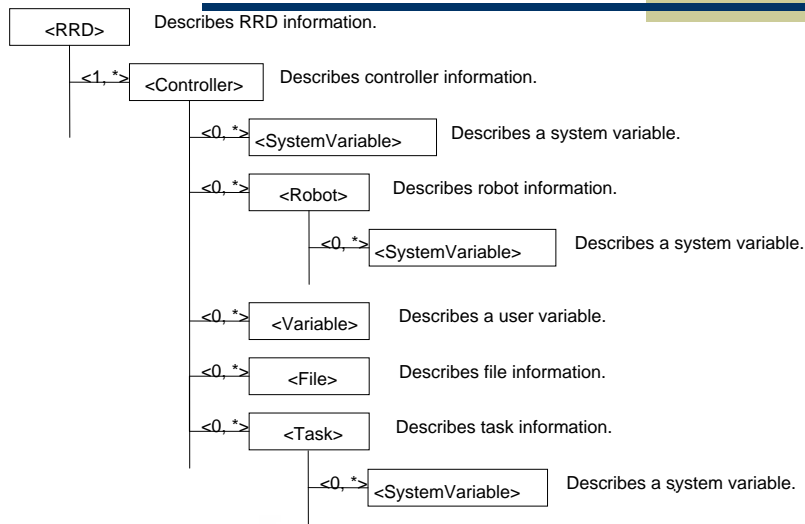 <RRD> Describes RRD information.
<1, *> <Controller> Describes controller information.
<0, *> <SystemVariable> Describes a system variable.
<0, *> <Robot> Describes robot information.
<0, *> <SystemVariable> Describes a system variable.
<0, *> <Variable> Describes a user variable.
<0, *> <File> Describes file information.
<0, *> <Task> Describes task information.
<0, *> <SystemVariable> Describes a system variable.